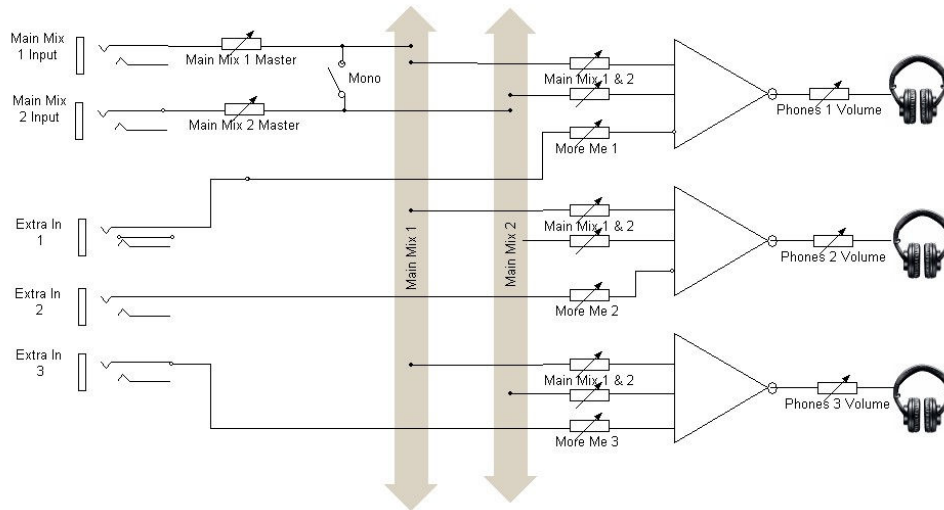 Main Mix
1 Input
Main Mix 1 Master
Mono
Main Mix
2 Input
Main Mix 2 Master
Main Mix 1 & 2
Phones 1 Volume
More Me 1
Extra In
1
Main Mix 1
Main Mix 2
Main Mix 1 & 2
Phones 2 Volume
Extra In
2
More Me 2
Extra In
3
Main Mix 1 & 2
Phones 3 Volume
More Me 3